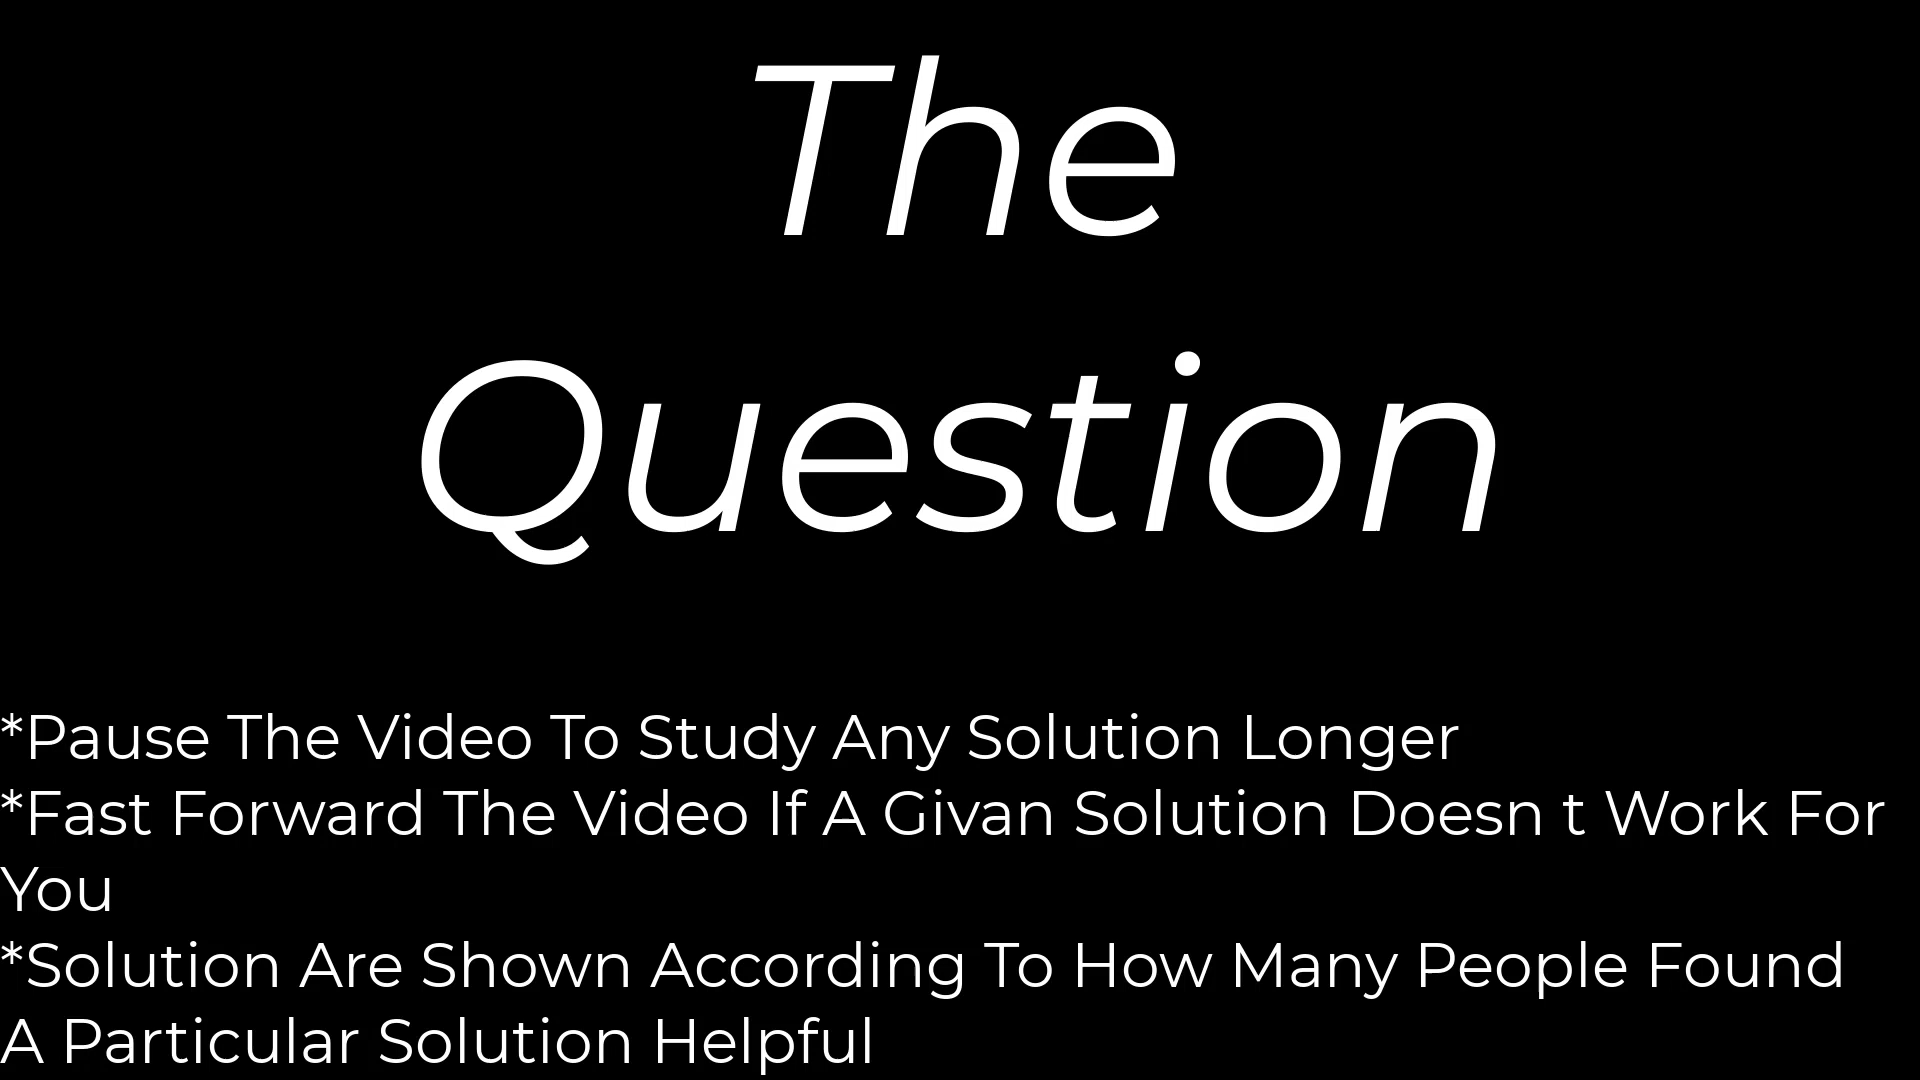 The
Question
*Pause The Video To Study Any Solution Longer
*Fast Forward The Video If A Givan Solution Doesn t Work For
You
*Solution Are Shown According To How Many People Found
A Particular Solution Helpful